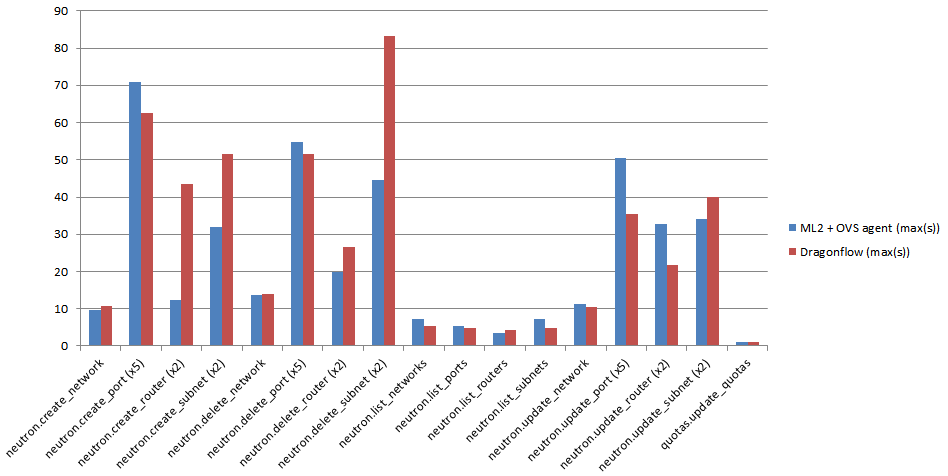 90
80
70
60
50
40
30
20
10
0
ML2 + OVS agent (max(s))
Dragonflow (max(s))
neutron.create_network
neutron.create_port (x5)
neutron.create_router (x2)
neutron.create_subnet (x2)
neutron.delete_network
neutron.delete_port (x5)
neutron.delete_router (x2)
neutron.delete_subnet (x2)
neutron.list_networks
neutron.list_ports
neutron.list_routers
neutron.list_subnets
neutron.update_network
neutron.update_port (x5)
neutron.update_router (x2)
neutron.update_subnet (x2)
quotas.update_quotas